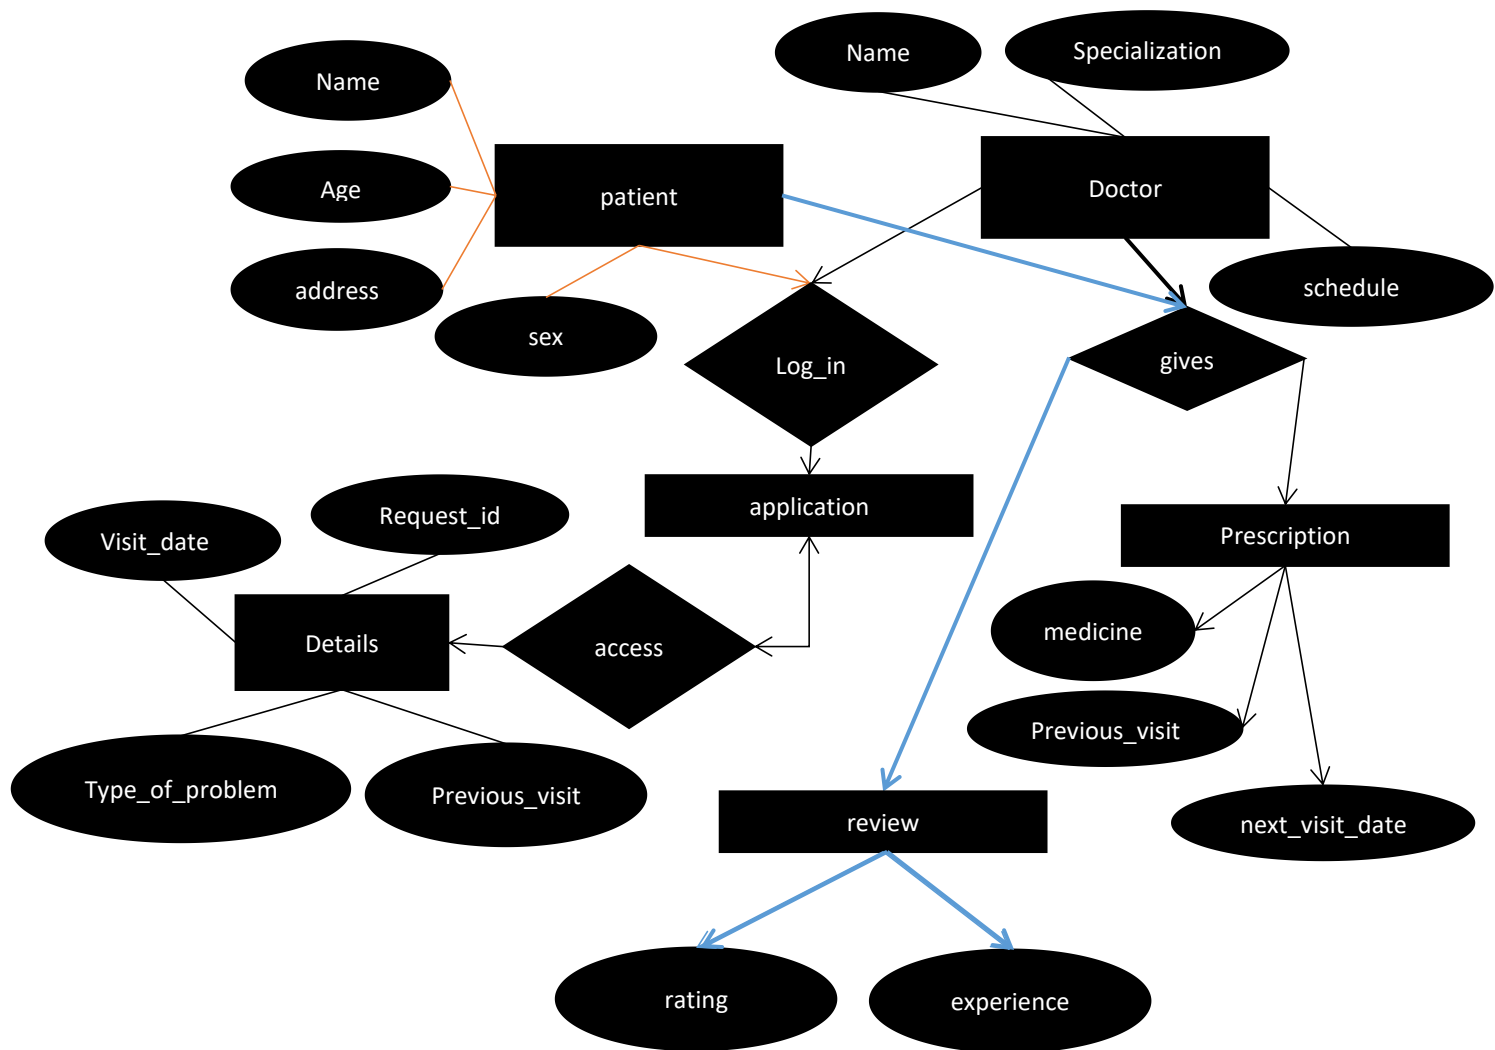 Name
Specialization
Name
Age
patient
Doctor
address
schedule
sex
Log_in
gives
Request_id
application
Visit_date
Prescription
Details
access
medicine
Previous_visit
Type_of_problem
Previous_visit
review
next_visit_date
rating
experience